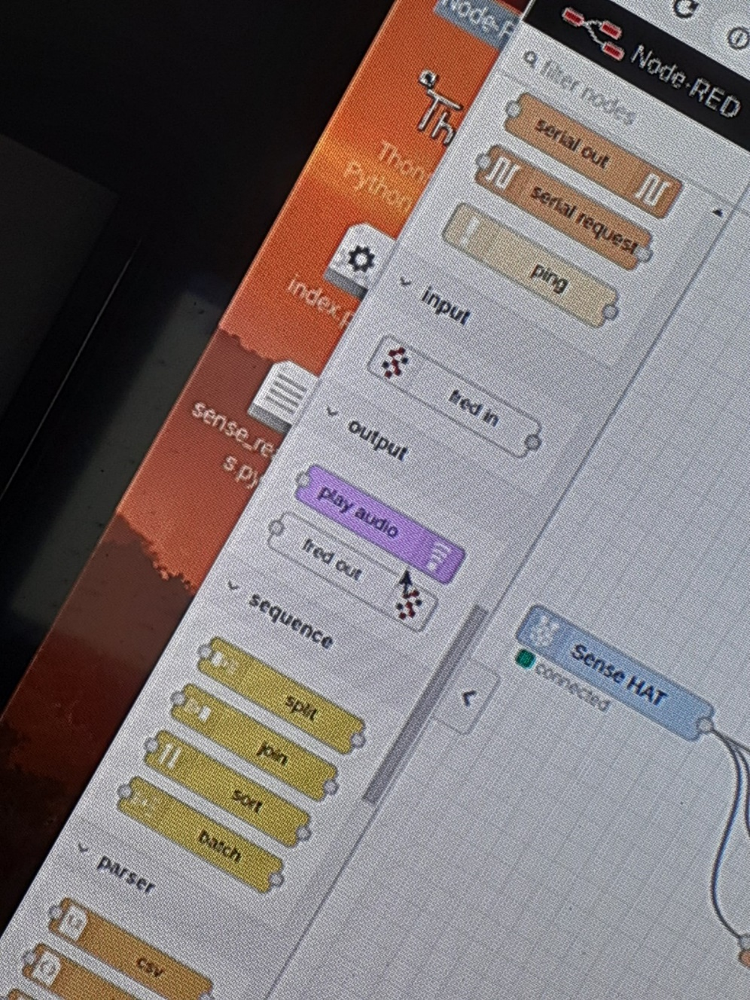 Node-R
Th
Thon
Python
index.p
sense_re
s.py
Node-RED
filter nodes
serial out
serial request
ping
input
fred in
output
play audio
fred out
sequence
split
join
sort
batch
parser
csv
Sense HAT
connected